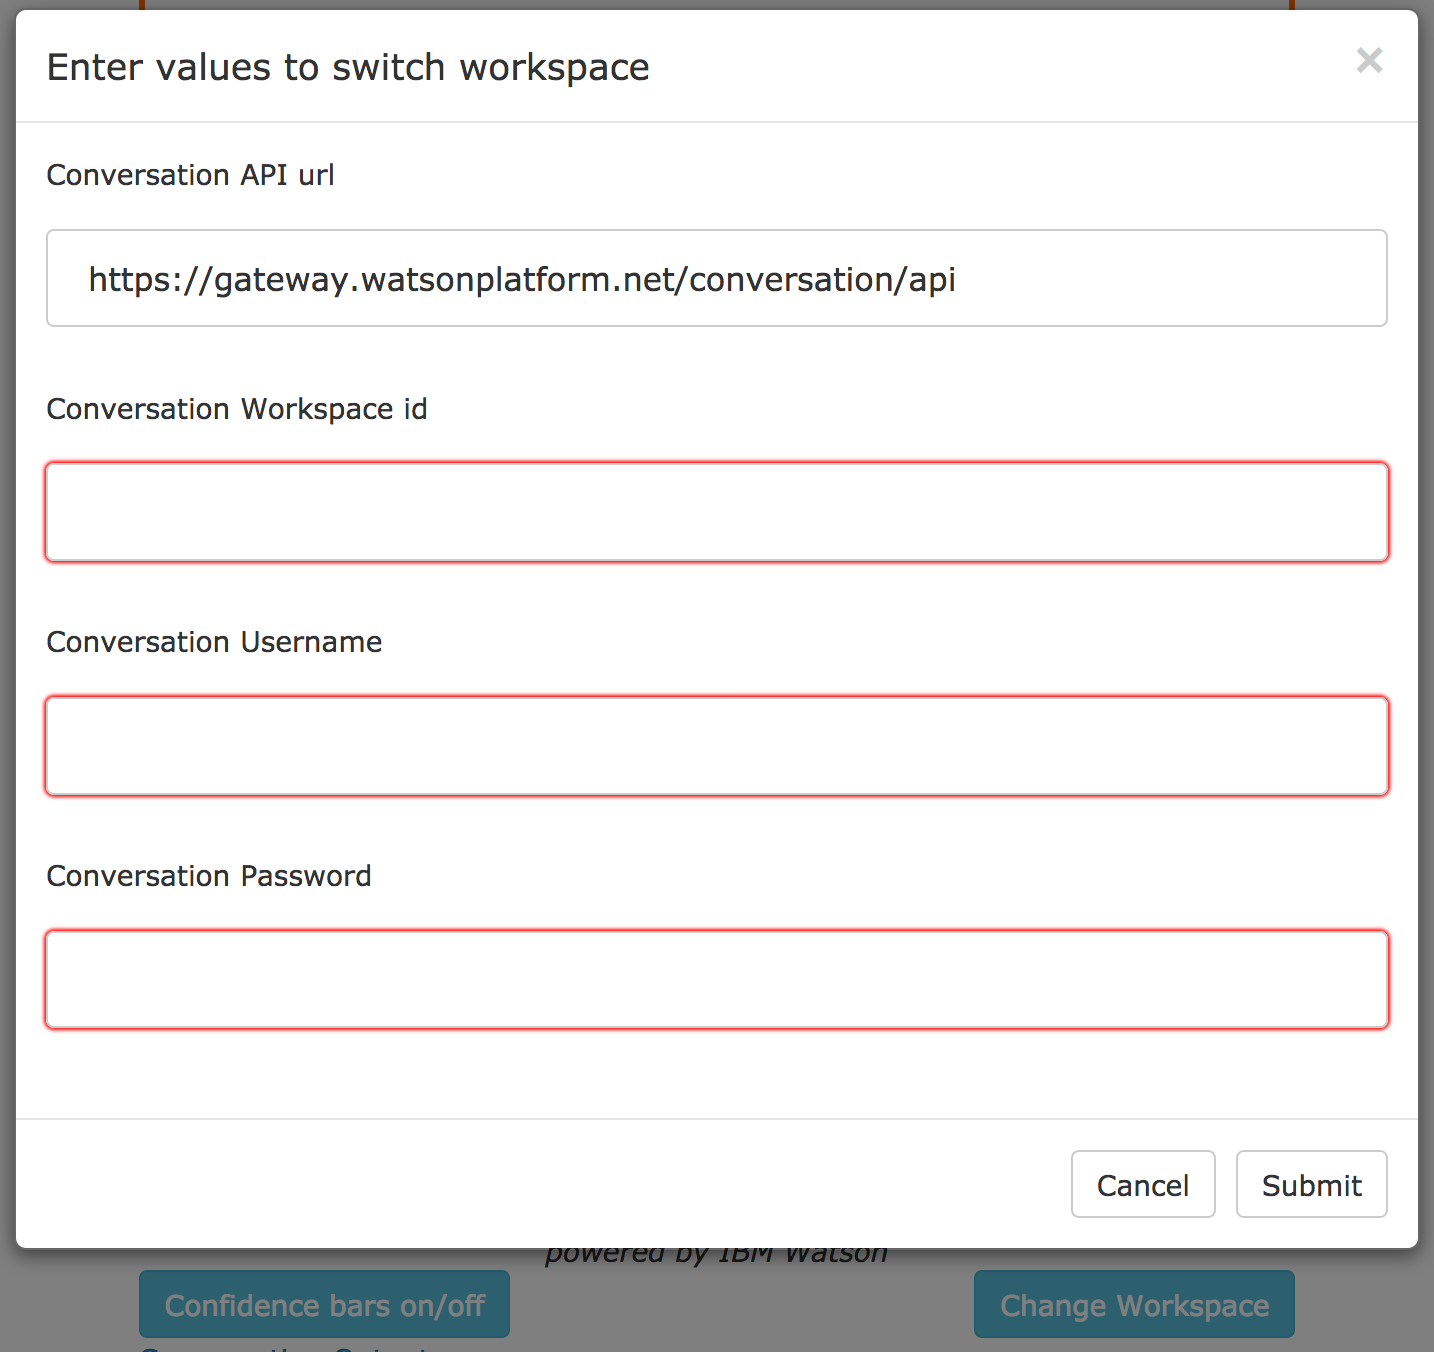 Enter values to switch workspace
×
Conversation API url
https://gateway.watsonplatform.net/conversation/api
Conversation Workspace id
Conversation Username
Conversation Password
Cancel Submit
powered by IBM Watson
Confidence bars on/off Change Workspace